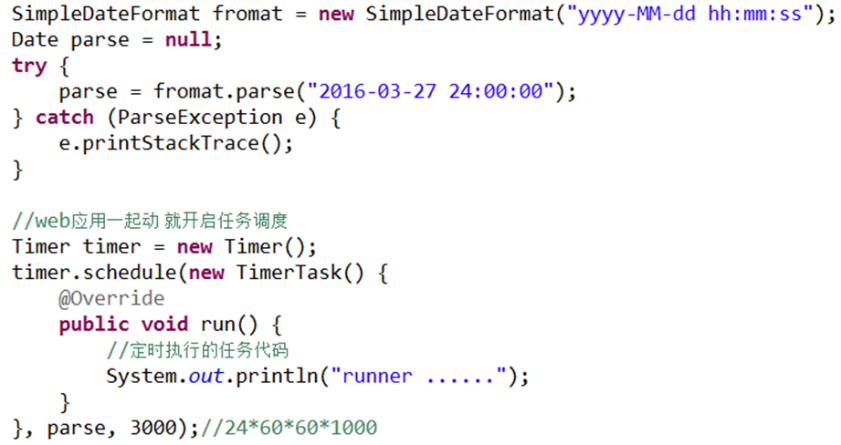 SimpleDateFormat fromat = new SimpleDateFormat("yyyy-MM-dd hh:mm:ss");
Date parse = null;
try {
    parse = fromat.parse("2016-03-27 24:00:00");
} catch (ParseException e) {
    e.printStackTrace();
}

//web应用一起动 就开启任务调度
Timer timer = new Timer();
timer.schedule(new TimerTask() {
    @Override
    public void run() {
        //定时执行的任务代码
        System.out.println("runner ......");
    }
}, parse, 3000);//24*60*60*1000